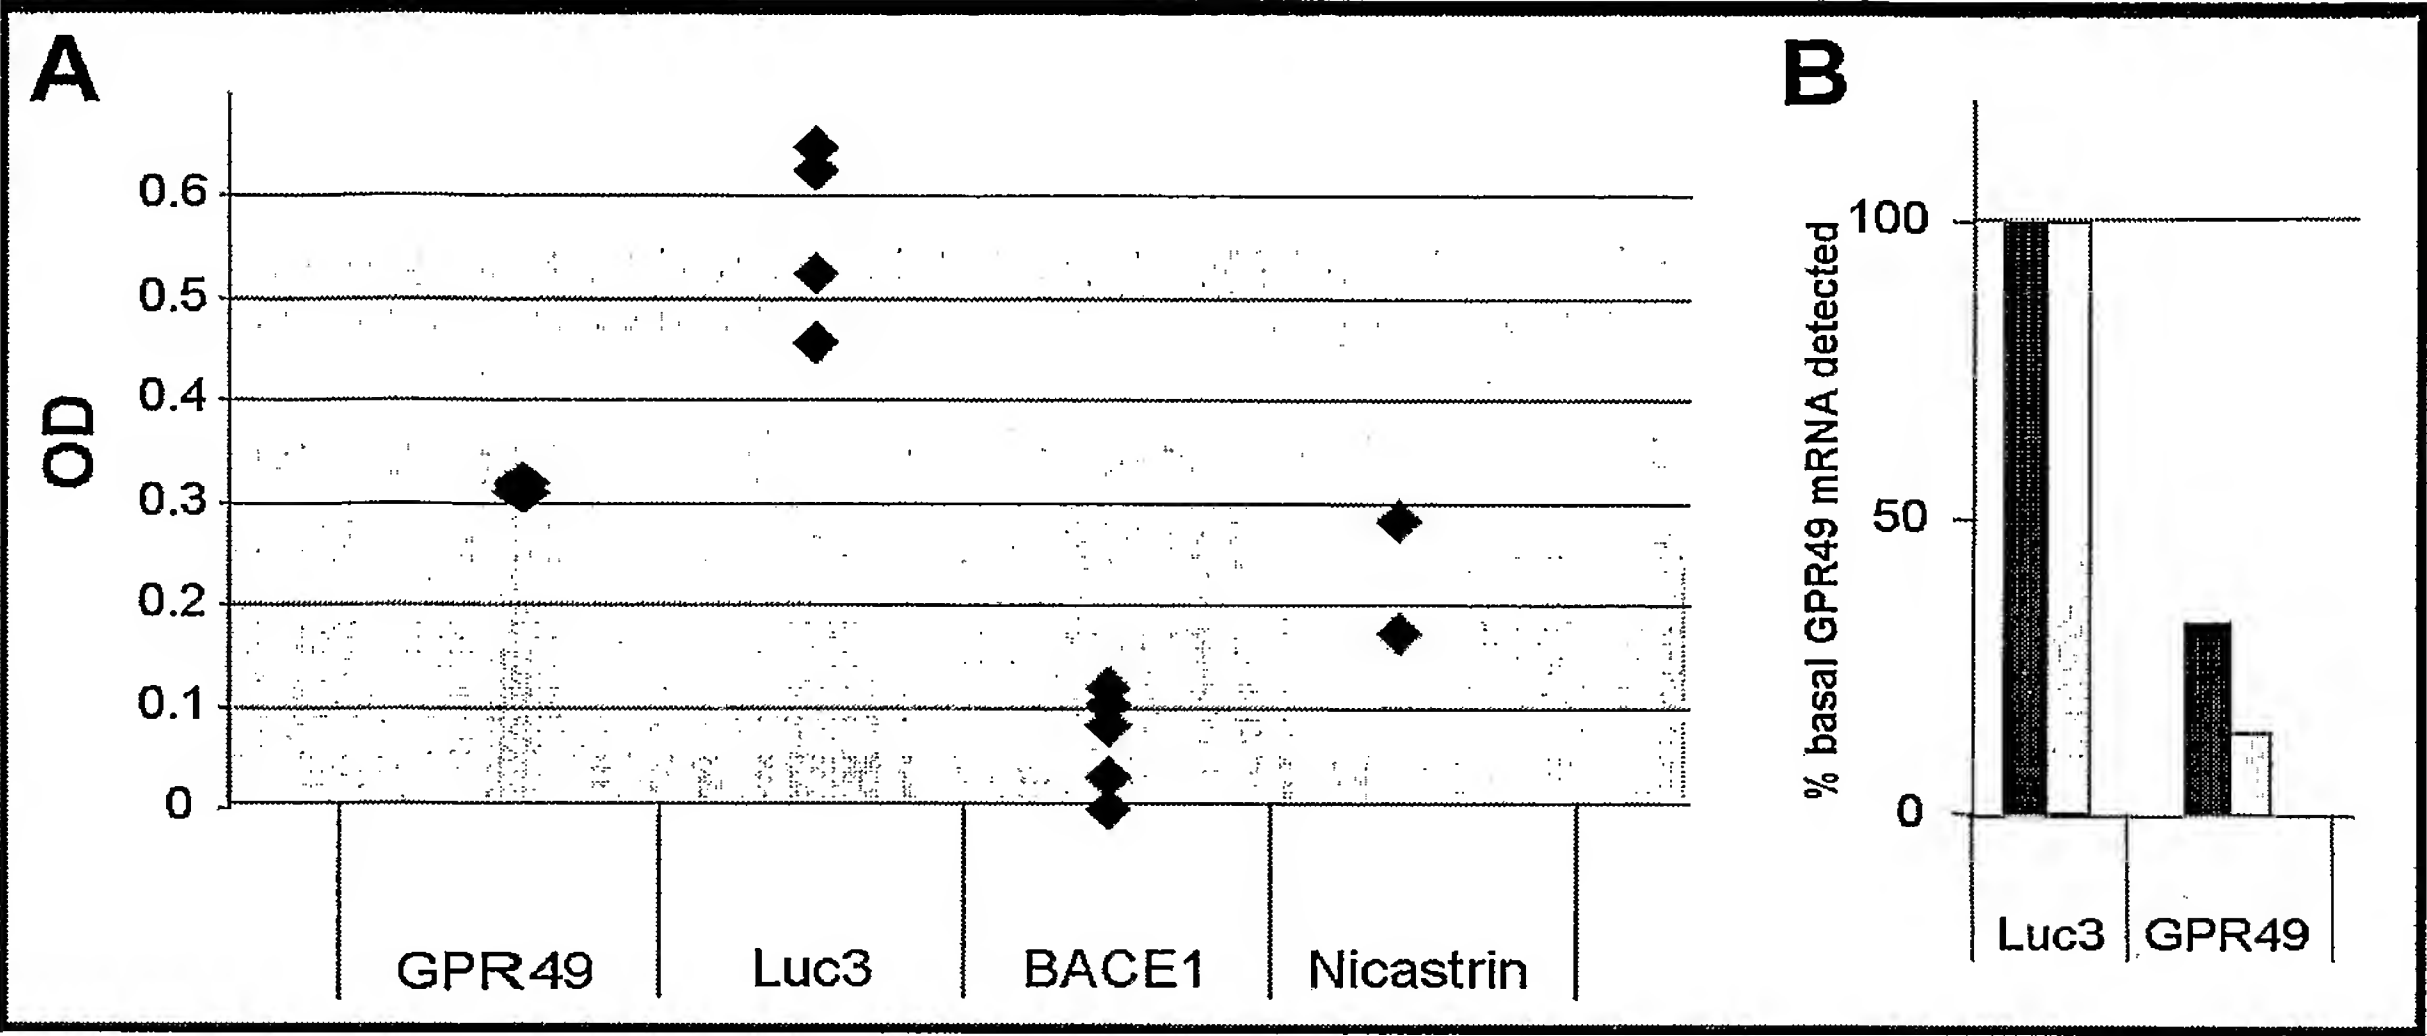 A
OD
0.6
0.5
0.4
0.3
0.2
0.1
0
GPR49 Luc3 BACE1 Nicastrin
B
% basal GPR49 mRNA detected
100
50
0
Luc3 GPR49